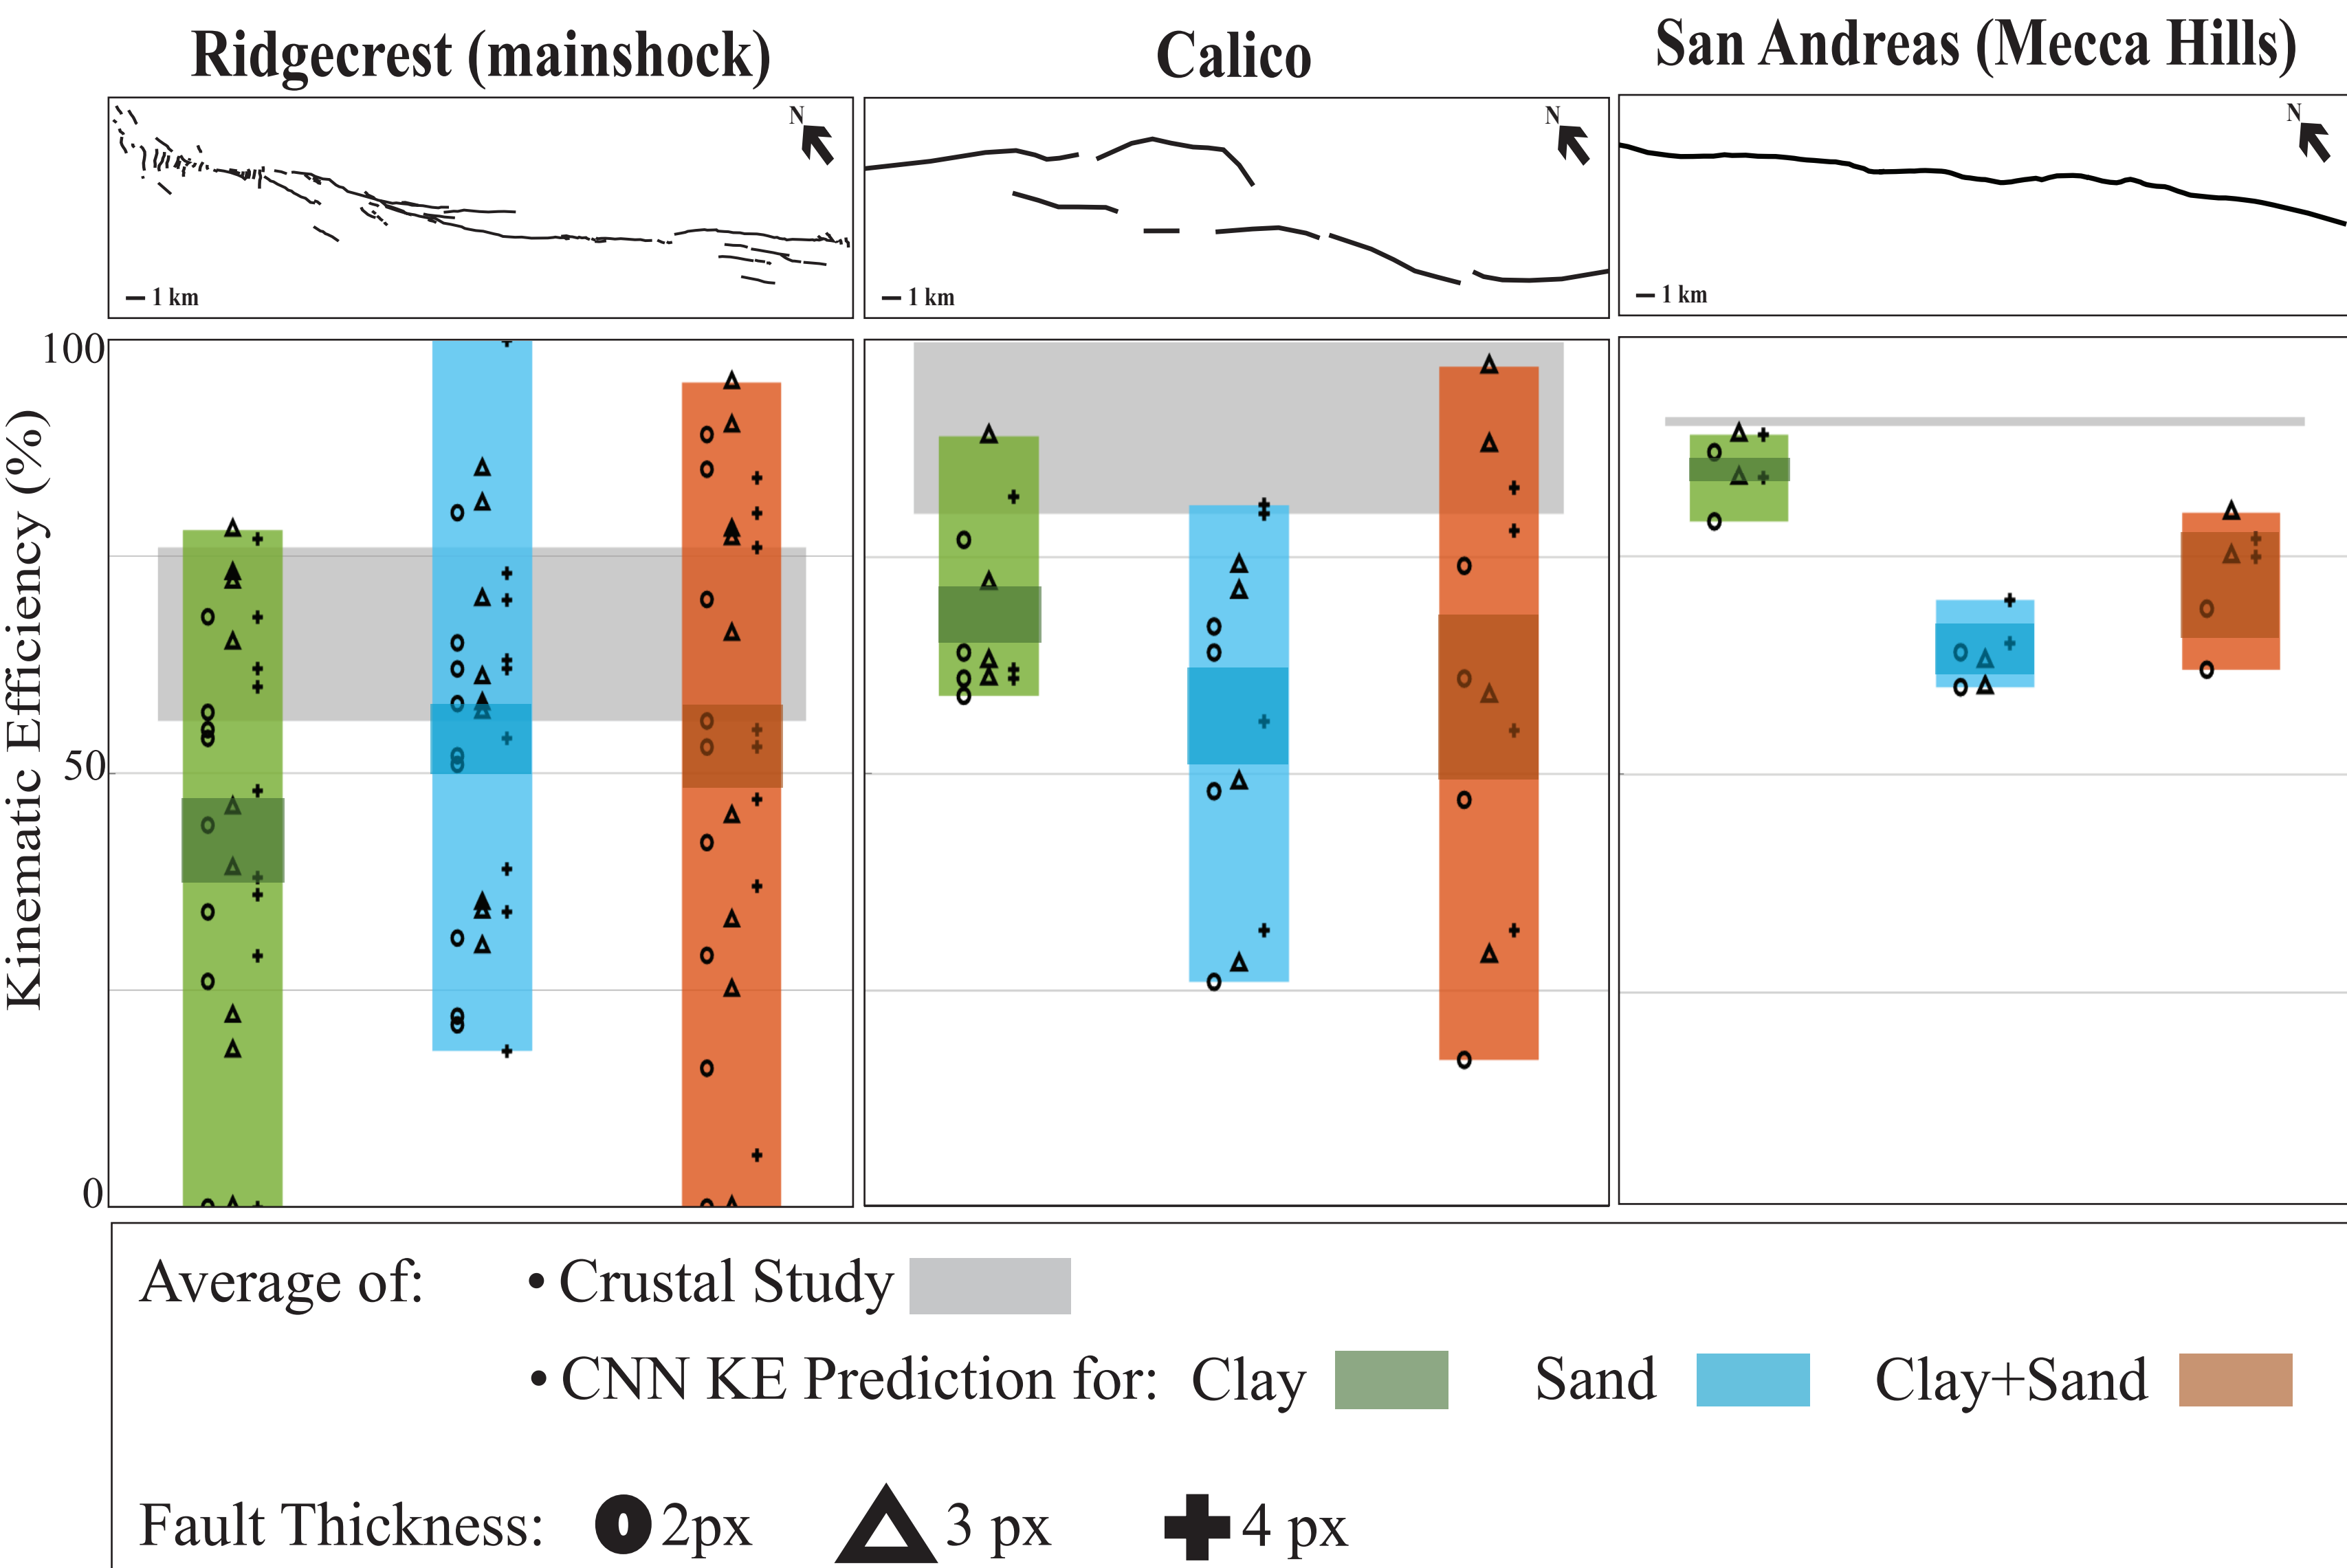 Ridgecrest (mainshock)
Calico
San Andreas (Mecca Hills)
N
N
N
1 km
1 km
1 km
Kinematic Efficiency (%)
100
50
0
Average of:
• Crustal Study
• CNN KE Prediction for: Clay Sand Clay+Sand
Fault Thickness: 2px 3 px 4 px